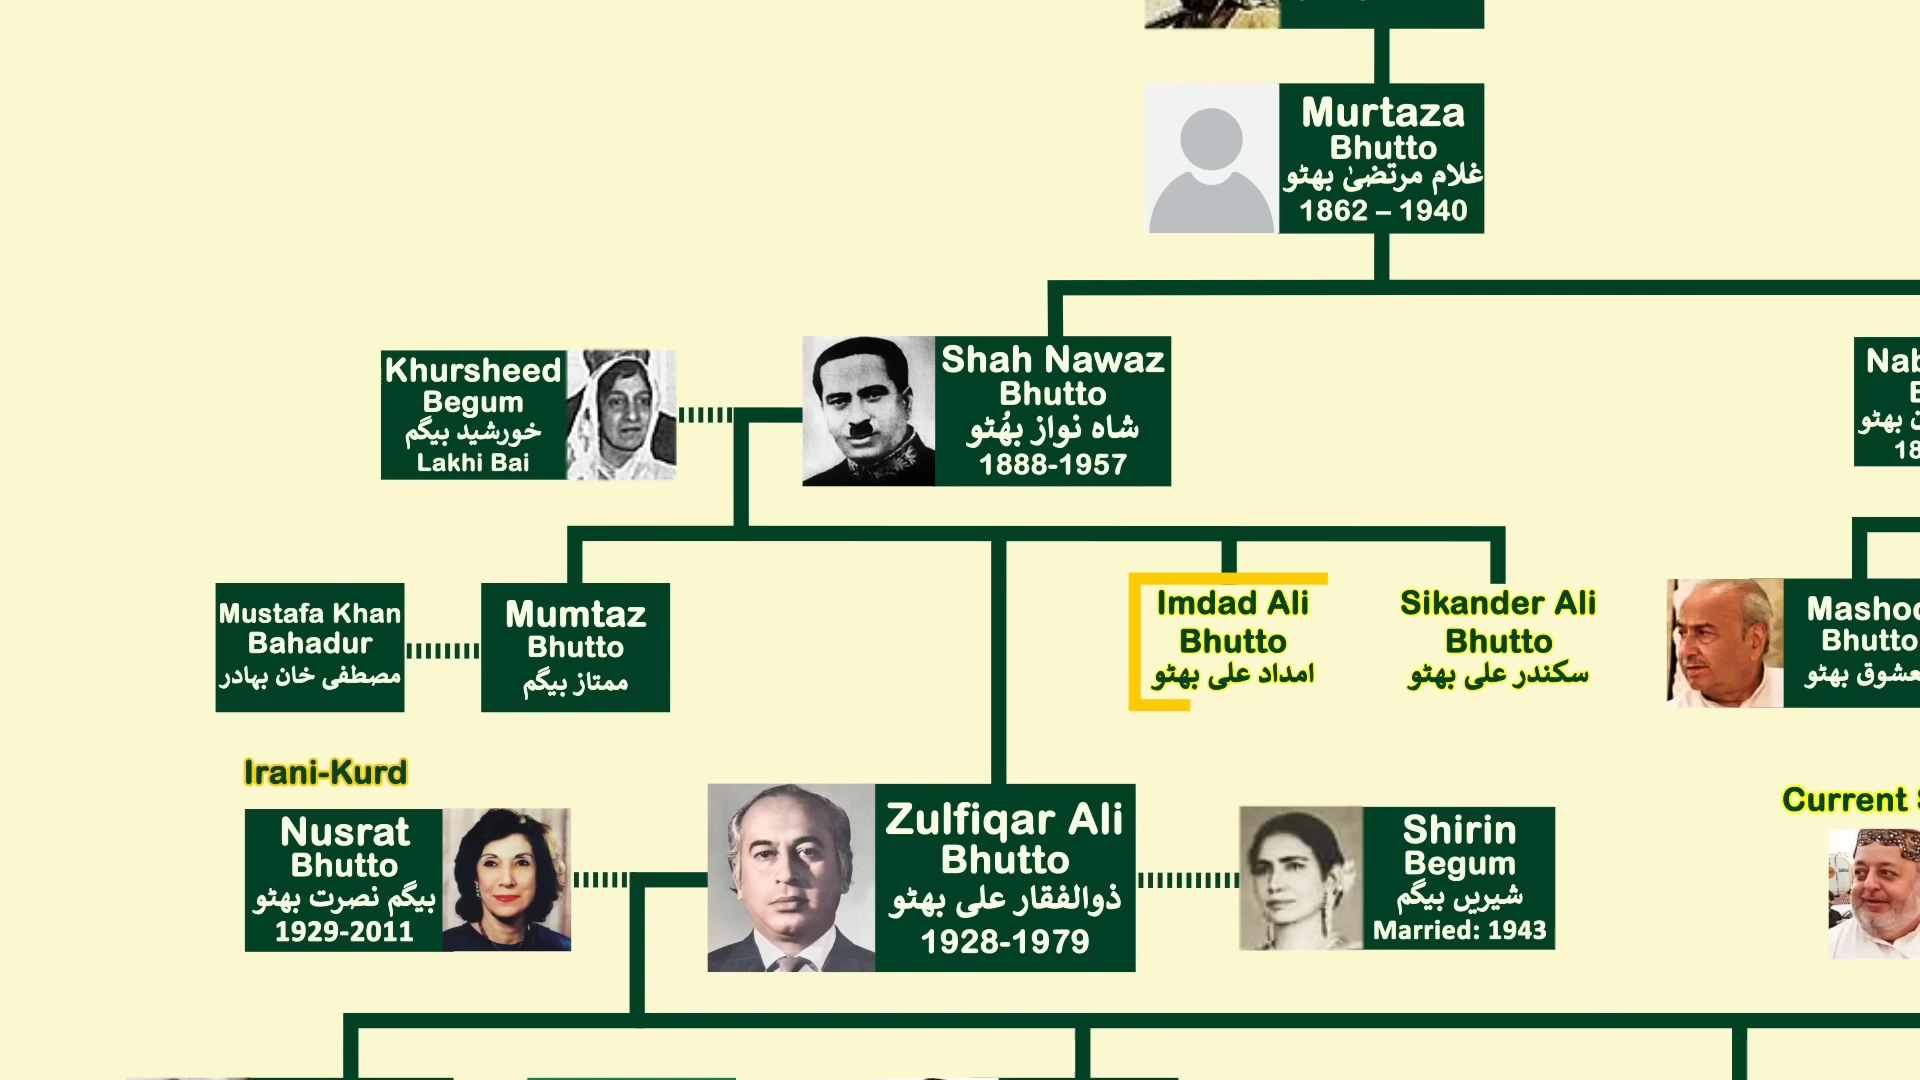 Murtaza
Bhutto
غلام مرتضیٰ بھٹو
1862 – 1940
Khursheed
Begum
خورشید بیگم
Lakhi Bai
Shah Nawaz
Bhutto
شاہ نواز بھُٹو
1888-1957
Mustafa Khan
Bahadur
مصطفی خان بہادر
Mumtaz
Bhutto
ممتاز بیگم
Imdad Ali
Bhutto
امداد علی بھٹو
Sikander Ali
Bhutto
سکندر علی بھٹو
Bhutto
بھٹو
Irani-Kurd
Nusrat
Bhutto
بیگم نصرت بھٹو
1929-2011
Zulfiqar Ali
Bhutto
ذوالفقار علی بھٹو
1928-1979
Shirin
Begum
شیریں بیگم
Married: 1943
Current